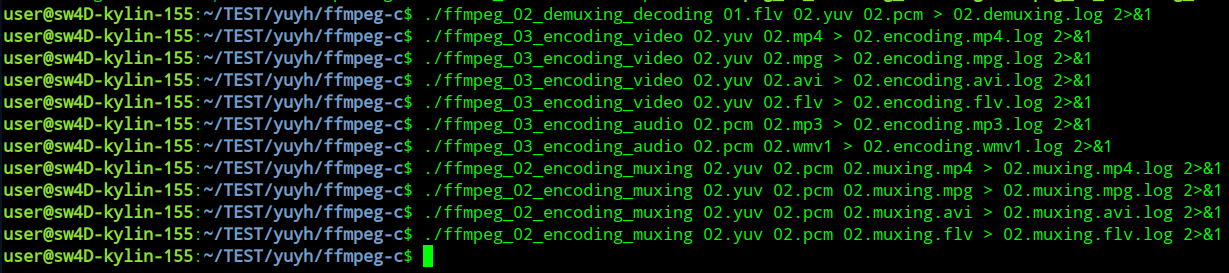 user@sw4D-kylin-155:~/TEST/yuyh/ffmpeg-c$ ./ffmpeg_02_demuxing_decoding 01.flv 02.yuv 02.pcm > 02.demuxing.log 2>&1
user@sw4D-kylin-155:~/TEST/yuyh/ffmpeg-c$ ./ffmpeg_03_encoding_video 02.yuv 02.mp4 > 02.encoding.mp4.log 2>&1
user@sw4D-kylin-155:~/TEST/yuyh/ffmpeg-c$ ./ffmpeg_03_encoding_video 02.yuv 02.mpg > 02.encoding.mpg.log 2>&1
user@sw4D-kylin-155:~/TEST/yuyh/ffmpeg-c$ ./ffmpeg_03_encoding_video 02.yuv 02.avi > 02.encoding.avi.log 2>&1
user@sw4D-kylin-155:~/TEST/yuyh/ffmpeg-c$ ./ffmpeg_03_encoding_video 02.yuv 02.flv > 02.encoding.flv.log 2>&1
user@sw4D-kylin-155:~/TEST/yuyh/ffmpeg-c$ ./ffmpeg_03_encoding_audio 02.pcm 02.mp3 > 02.encoding.mp3.log 2>&1
user@sw4D-kylin-155:~/TEST/yuyh/ffmpeg-c$ ./ffmpeg_03_encoding_audio 02.pcm 02.wmv1 > 02.encoding.wmv1.log 2>&1
user@sw4D-kylin-155:~/TEST/yuyh/ffmpeg-c$ ./ffmpeg_02_encoding_muxing 02.yuv 02.pcm 02.muxing.mp4 > 02.muxing.mp4.log 2>&1
user@sw4D-kylin-155:~/TEST/yuyh/ffmpeg-c$ ./ffmpeg_02_encoding_muxing 02.yuv 02.pcm 02.muxing.mpg > 02.muxing.mpg.log 2>&1
user@sw4D-kylin-155:~/TEST/yuyh/ffmpeg-c$ ./ffmpeg_02_encoding_muxing 02.yuv 02.pcm 02.muxing.avi > 02.muxing.avi.log 2>&1
user@sw4D-kylin-155:~/TEST/yuyh/ffmpeg-c$ ./ffmpeg_02_encoding_muxing 02.yuv 02.pcm 02.muxing.flv > 02.muxing.flv.log 2>&1
user@sw4D-kylin-155:~/TEST/yuyh/ffmpeg-c$